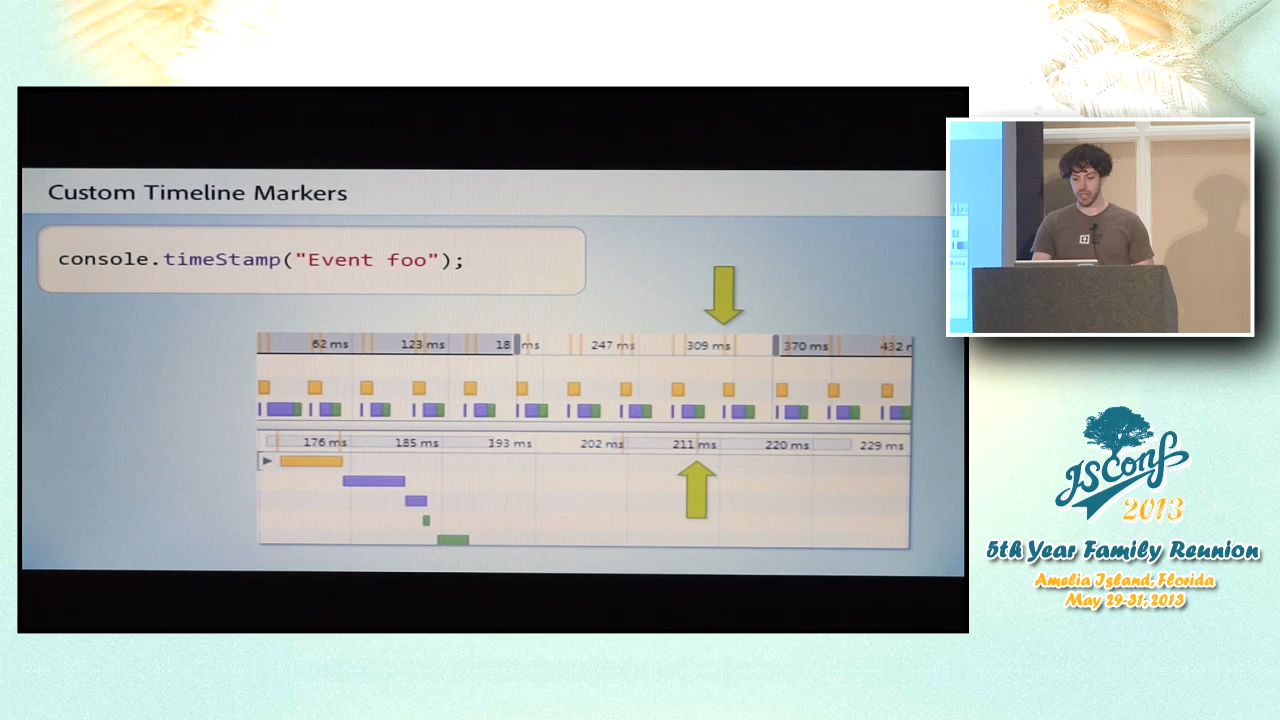 Custom Timeline Markers
console.timeStamp("Event foo");
62 ms 123 ms 18 ms 247 ms 309 ms 370 ms 432 m
176 ms 185 ms 193 ms 202 ms 211 ms 220 ms 229 ms
JSConf
2013
5th Year Family Reunion
Amelia Island, Florida
May 29-31, 2013